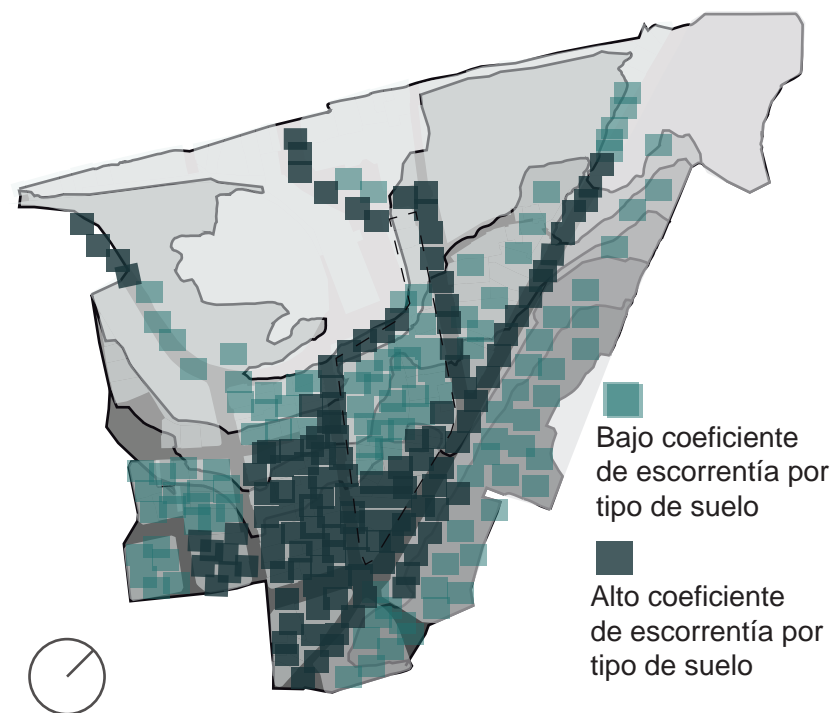 Bajo coeficiente
de escorrentía por
tipo de suelo
Alto coeficiente
de escorrentía por
tipo de suelo